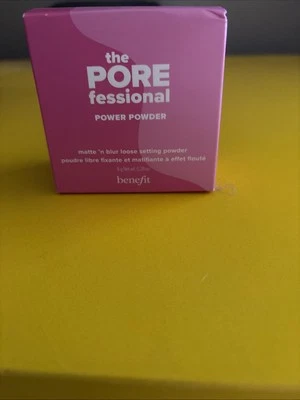 the
PORE
fessional
POWER POWDER
matte 'n blur loose setting powder
poudre libre fixante et matifiante à effet flouté
benefit